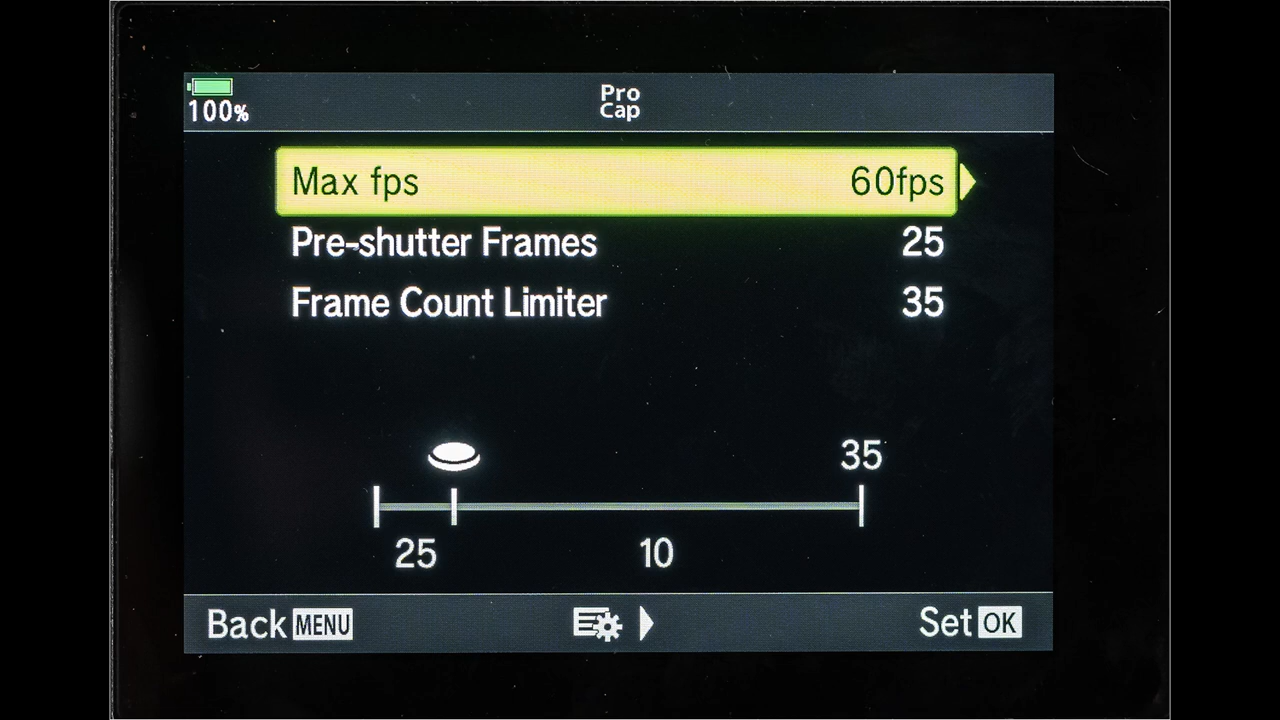 100%
Pro
Cap
Max fps 60fps
Pre-shutter Frames 25
Frame Count Limiter 35
35
25 10
Back MENU Set OK